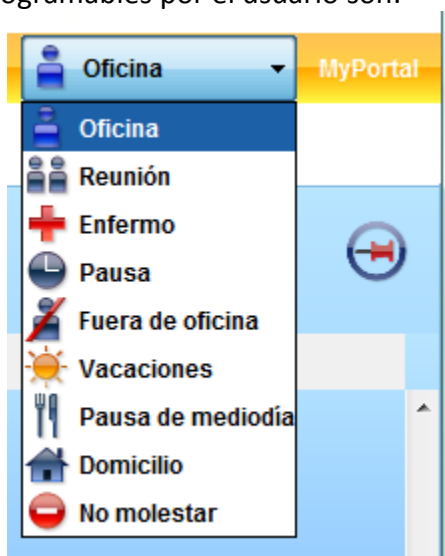 ogramables por el usuario son:
Oficina MyPortal
Oficina
Reunión
Enfermo
Pausa
Fuera de oficina
Vacaciones
Pausa de mediodía
Domicilio
No molestar